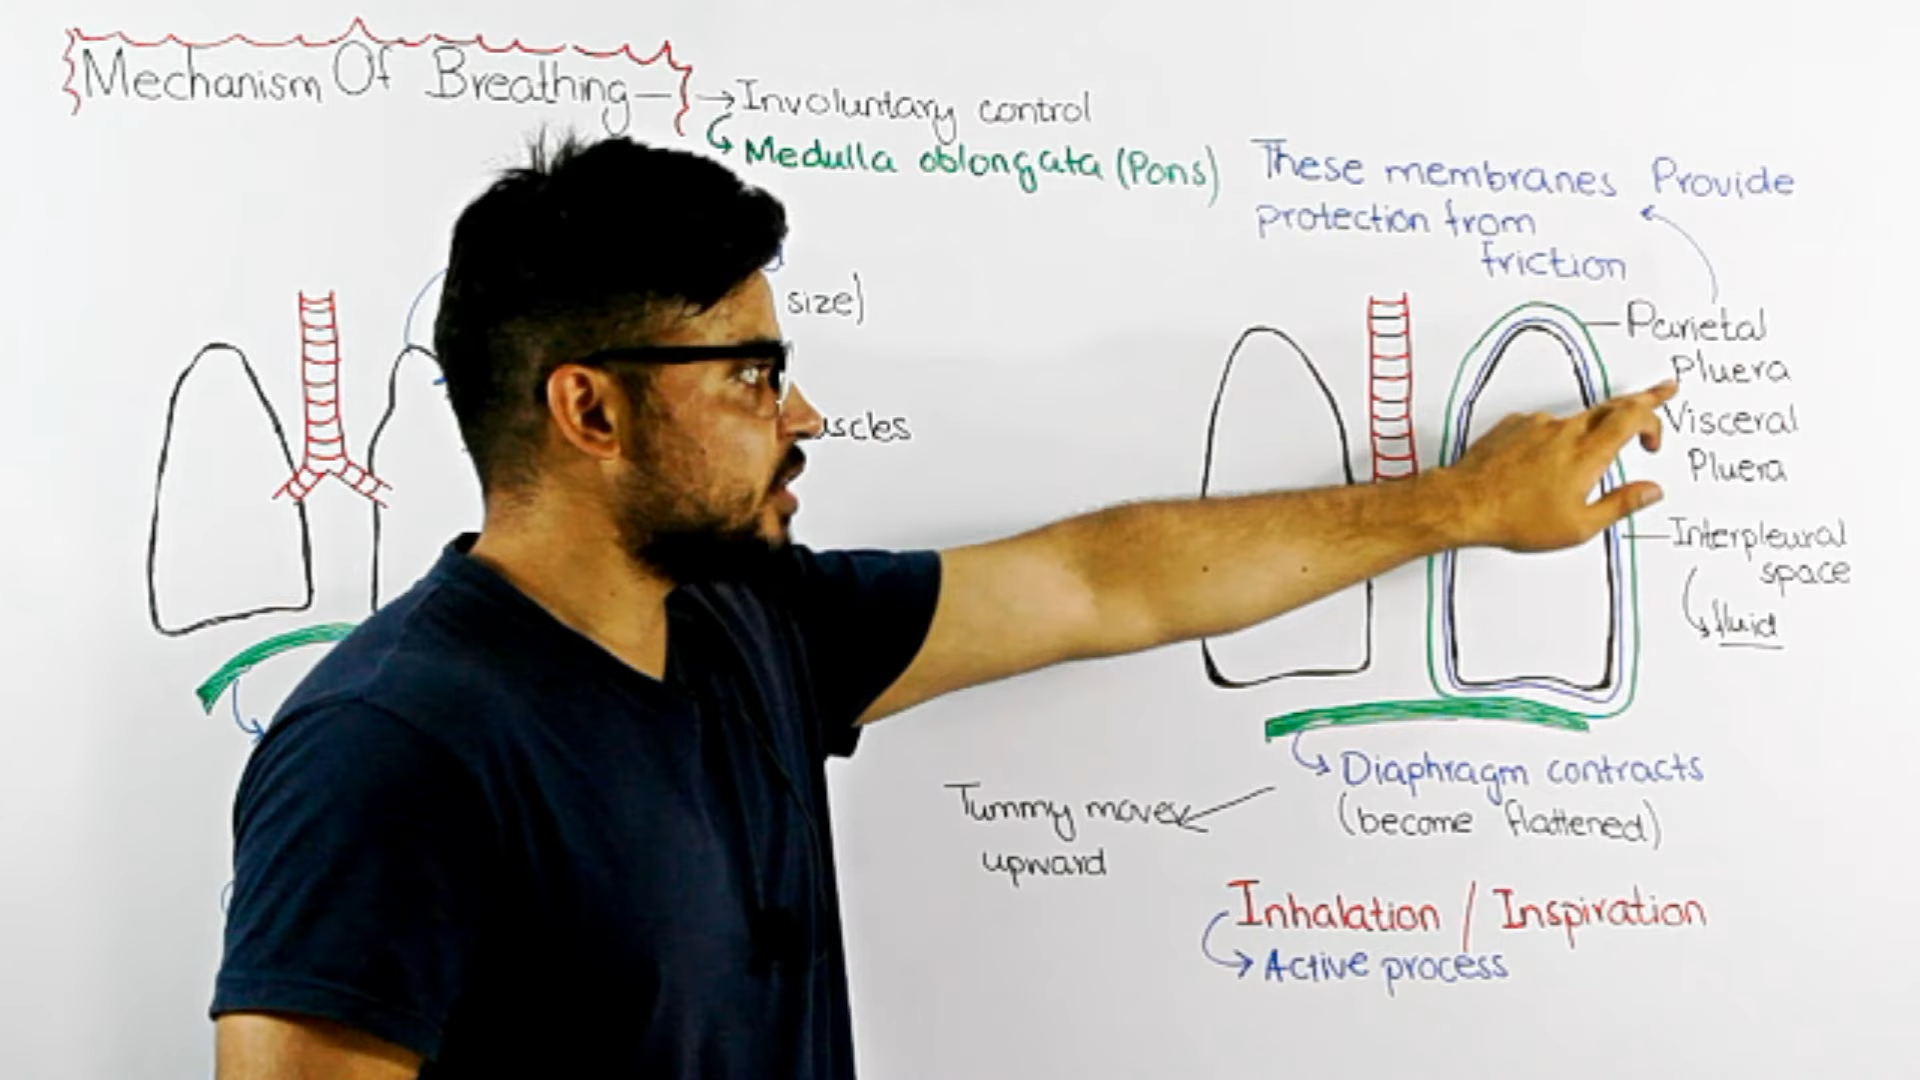 Mechanism Of Breathing
Involuntary control
Medulla oblongata (Pons)
These membranes Provide
protection from
friction
size)
Parietal
Pluera
Visceral
Pluera
Interpleural
space
fluid
Diaphragm contracts
(become flattened)
Tummy moves
upward
Inhalation / Inspiration
Active process